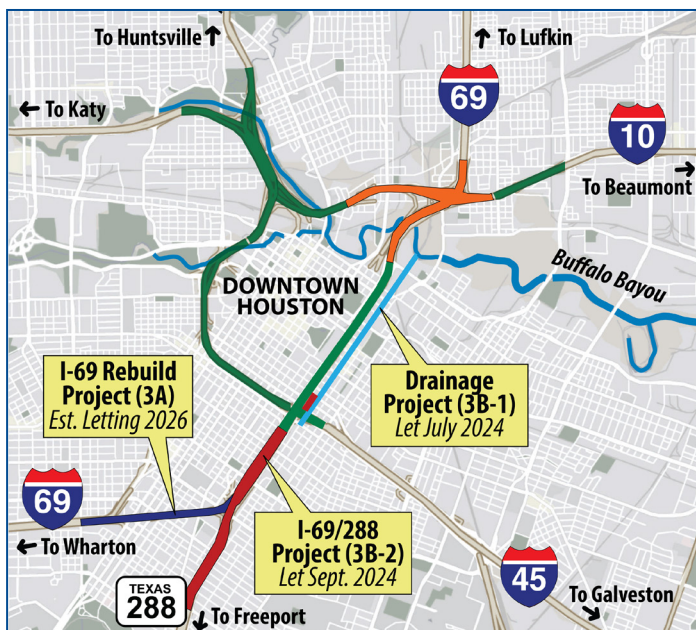 To Huntsville
To Lufkin
To Katy
69
10
To Beaumont
Buffalo Bayou
DOWNTOWN
HOUSTON
I-69 Rebuild
Project (3A)
Est. Letting 2026
Drainage
Project (3B-1)
Let July 2024
69
To Wharton
I-69/288
Project (3B-2)
Let Sept. 2024
45
TEXAS
288
To Freeport
To Galveston